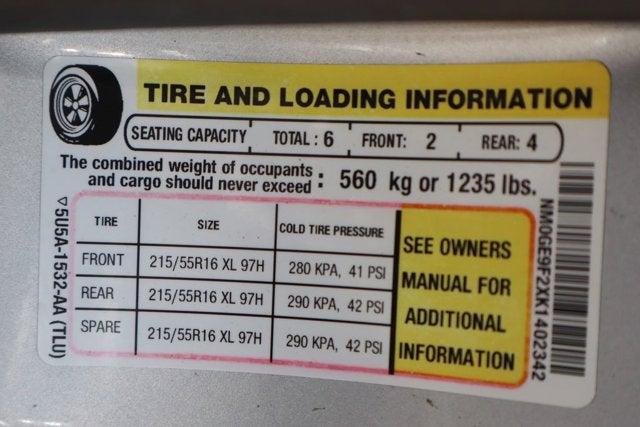 TIRE AND LOADING INFORMATION
SEATING CAPACITY TOTAL : 6 FRONT: 2 REAR: 4
The combined weight of occupants
and cargo should never exceed : 560 kg or 1235 lbs.
TIRE SIZE COLD TIRE PRESSURE
FRONT 215/55R16 XL 97H 280 KPA, 41 PSI
REAR 215/55R16 XL 97H 290 KPA, 42 PSI
SPARE 215/55R16 XL 97H 290 KPA, 42 PSI
SEE OWNERS
MANUAL FOR
ADDITIONAL
INFORMATION
5U5A-1532-AA (TLU)
NM0GE9F2XK1402342